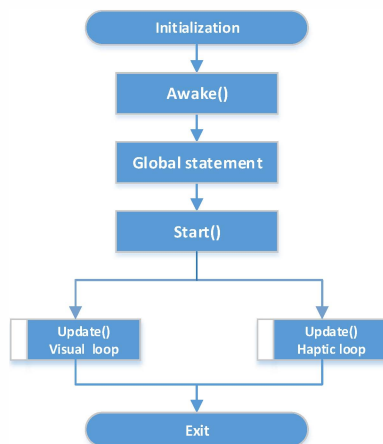 Initialization
Awake()
Global statement
Start()
Update()
Visual loop
Update()
Haptic loop
Exit